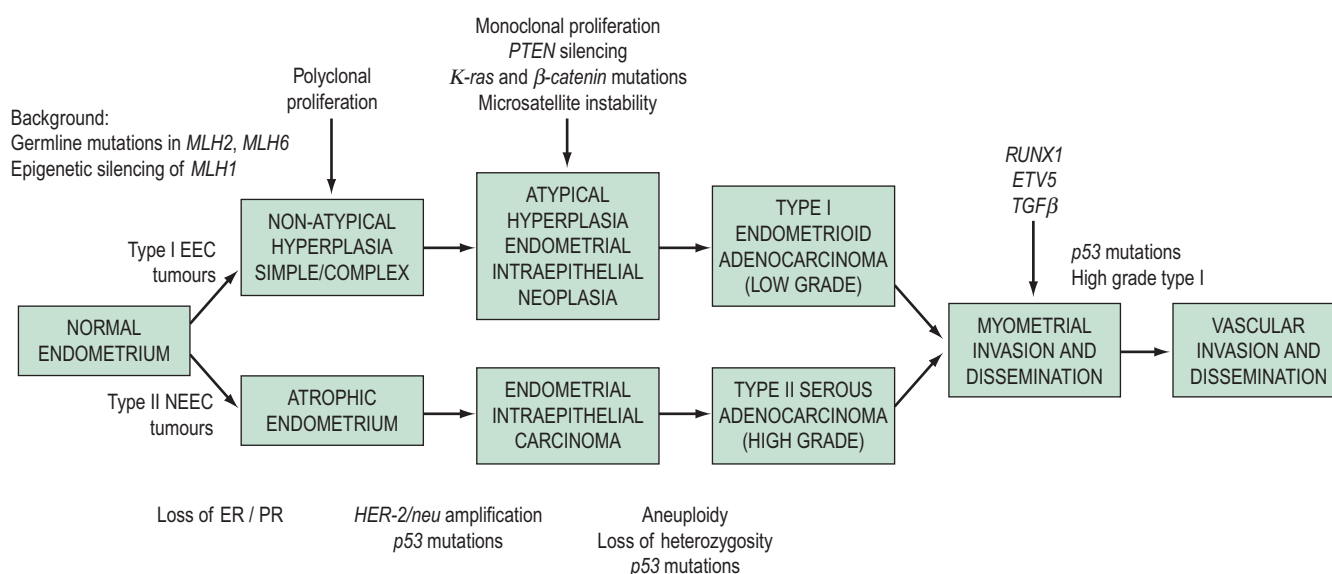 Background:
Germline mutations in MLH2, MLH6
Epigenetic silencing of MLH1
Polyclonal
proliferation
Monoclonal proliferation
PTEN silencing
K-ras and β-catenin mutations
Microsatellite instability
RUNX1
ETV5
TGFβ
p53 mutations
High grade type I
Type I EEC
tumours
NON-ATYPICAL
HYPERPLASIA
SIMPLE/COMPLEX
ATYPICAL
HYPERPLASIA
ENDOMETRIAL
INTRAEPITHELIAL
NEOPLASIA
TYPE I
ENDOMETRIOID
ADENOCARCINOMA
(LOW GRADE)
NORMAL
ENDOMETRIUM
MYOMETRIAL
INVASION AND
DISSEMINATION
VASCULAR
INVASION AND
DISSEMINATION
Type II NEEC
tumours
ATROPHIC
ENDOMETRIUM
ENDOMETRIAL
INTRAEPITHELIAL
CARCINOMA
TYPE II SEROUS
ADENOCARCINOMA
(HIGH GRADE)
Loss of ER / PR
HER-2/neu amplification
p53 mutations
Aneuploidy
Loss of heterozygosity
p53 mutations